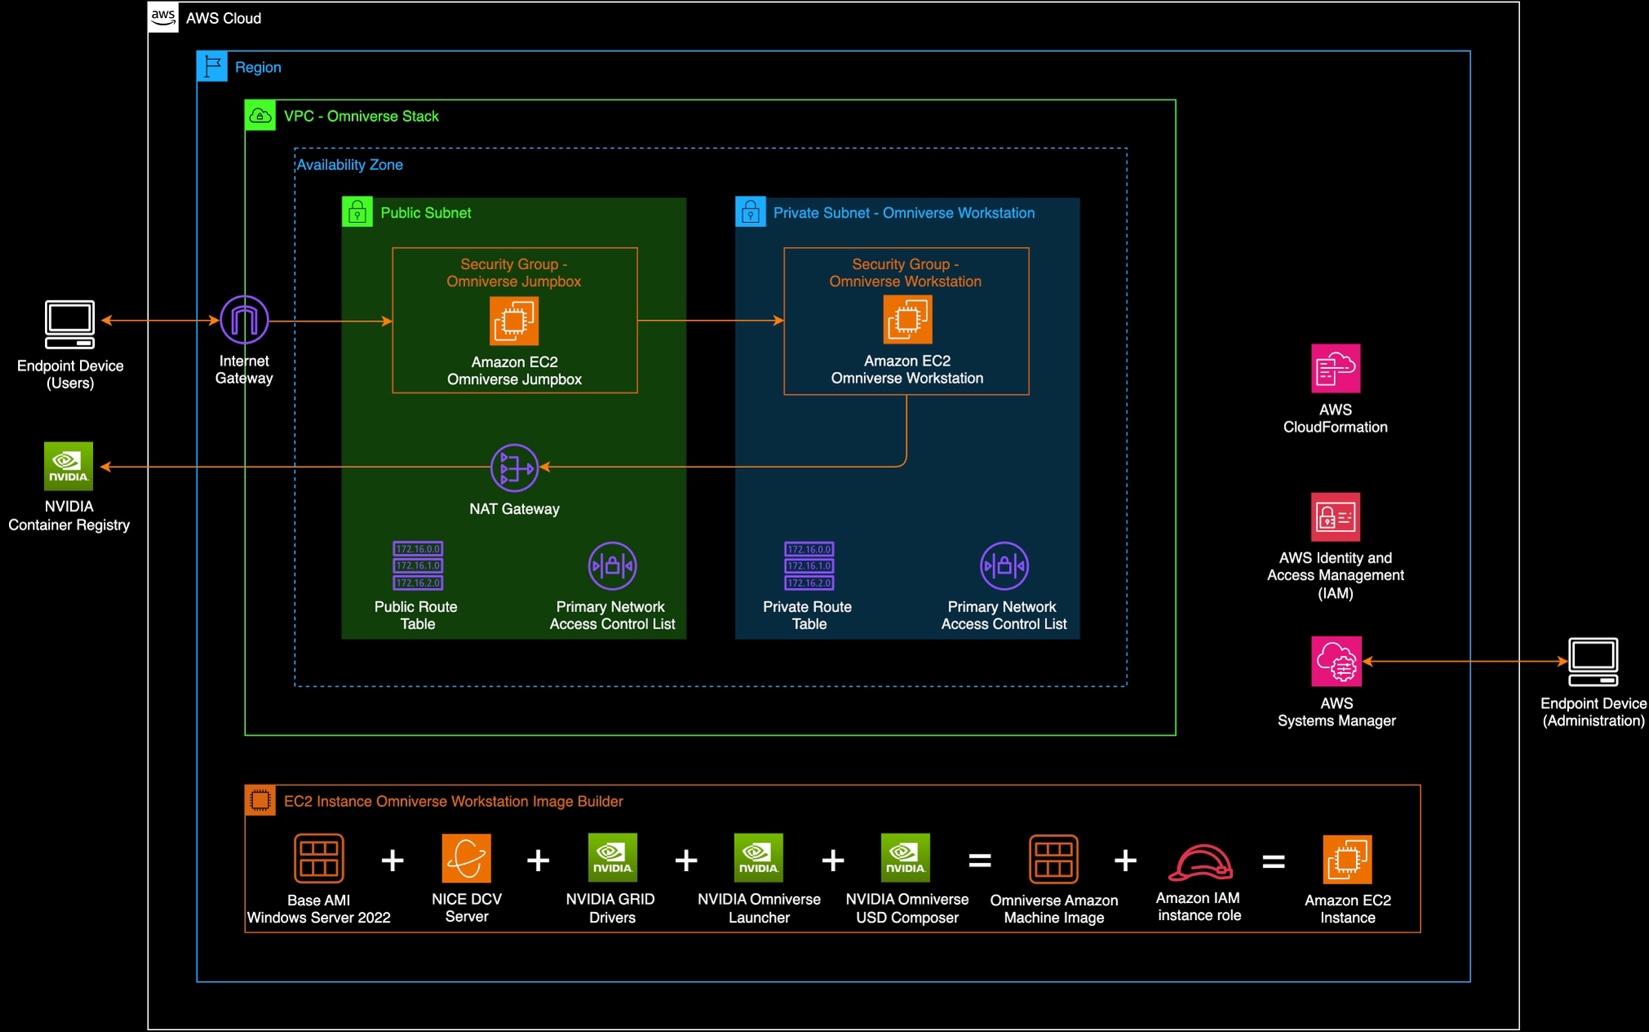 aws
AWS Cloud
Region
VPC - Omniverse Stack
Availability Zone
Public Subnet
Security Group -
Omniverse Jumpbox
Amazon EC2
Omniverse Jumpbox
Private Subnet - Omniverse Workstation
Security Group -
Omniverse Workstation
Amazon EC2
Omniverse Workstation
Endpoint Device
(Users)
Internet
Gateway
NVIDIA.
NVIDIA
Container Registry
NAT Gateway
172.16.0.0
172.16.1.0
172.16.2.0
Public Route
Table
Primary Network
Access Control List
172.16.0.0
172.16.1.0
172.16.2.0
Private Route
Table
Primary Network
Access Control List
AWS
CloudFormation
AWS Identity and
Access Management
(IAM)
AWS
Systems Manager
Endpoint Device
(Administration)
EC2 Instance Omniverse Workstation Image Builder
Base AMI
Windows Server 2022
+
NICE DCV
Server
+
NVIDIA.
NVIDIA GRID
Drivers
+
NVIDIA.
NVIDIA Omniverse
Launcher
+
NVIDIA.
NVIDIA Omniverse
USD Composer
=
Omniverse Amazon
Machine Image
+
Amazon IAM
instance role
=
Amazon EC2
Instance